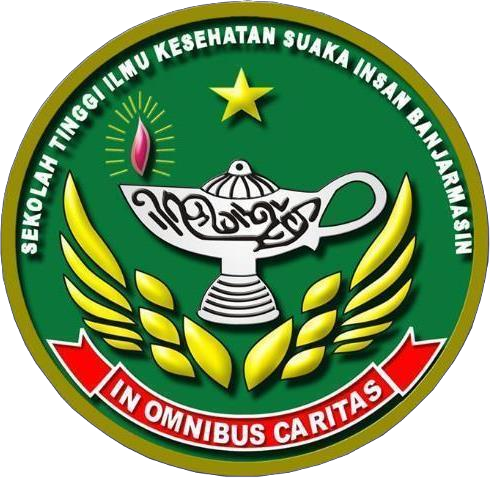 SEKOLAH TINGGI ILMU KESEHATAN SUAKA INSAN BANJARMASIN
IN OMNIBUS CARITAS